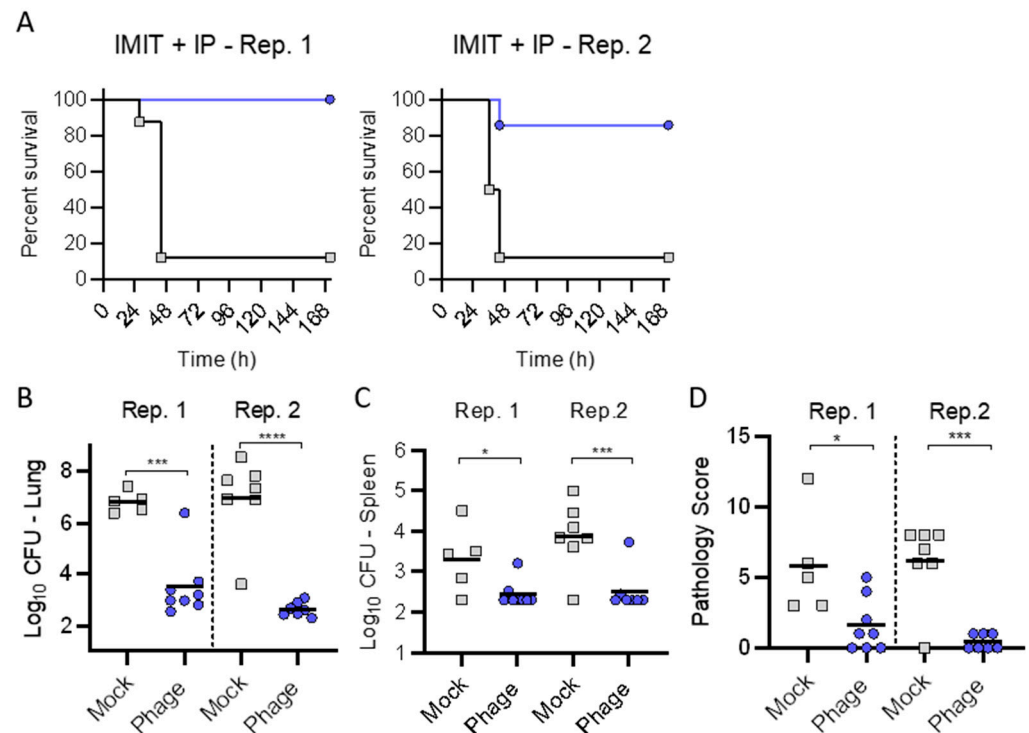 A
IMIT + IP - Rep. 1
IMIT + IP - Rep. 2
Percent survival
100
80
60
40
20
0
0 24 48 72 96 120 144 168
Time (h)
Percent survival
100
80
60
40
20
0
0 24 48 72 96 120 144 168
Time (h)
B
Rep. 1
Rep. 2
***
****
Log10 CFU - Lung
8
6
4
2
Mock Phage Mock Phage
C
Rep. 1
Rep.2
*
***
Log10 CFU - Spleen
6
5
4
3
2
1
Mock Phage Mock Phage
D
Rep. 1
Rep.2
*
***
Pathology Score
15
10
5
0
Mock Phage Mock Phage